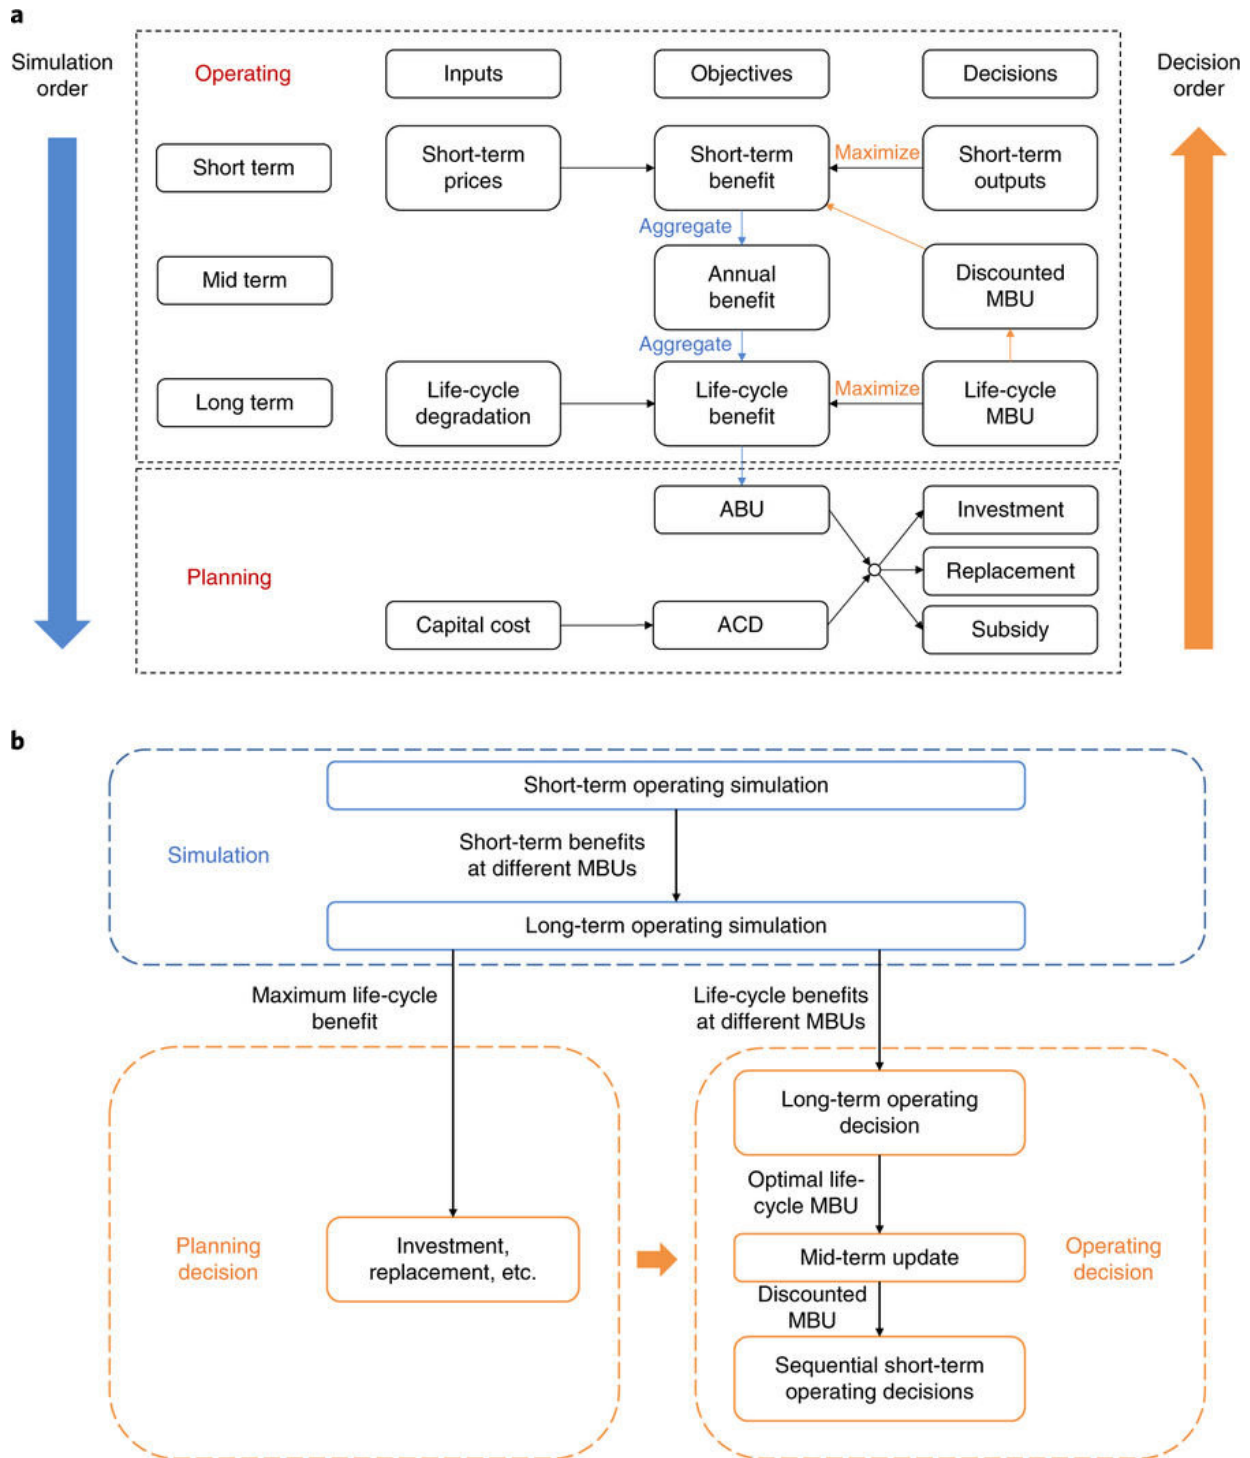 a
Simulation
order
Operating
Inputs
Objectives
Decisions
Decision
order
Short term
Short-term
prices
Short-term
benefit
Maximize
Short-term
outputs
Aggregate
Mid term
Annual
benefit
Discounted
MBU
Aggregate
Long term
Life-cycle
degradation
Life-cycle
benefit
Maximize
Life-cycle
MBU
ABU
Investment
Planning
Replacement
Capital cost
ACD
Subsidy
b
Short-term operating simulation
Simulation
Short-term benefits
at different MBUs
Long-term operating simulation
Maximum life-cycle
benefit
Life-cycle benefits
at different MBUs
Long-term operating
decision
Optimal life-
cycle MBU
Planning
decision
Investment,
replacement, etc.
Mid-term update
Operating
decision
Discounted
MBU
Sequential short-term
operating decisions